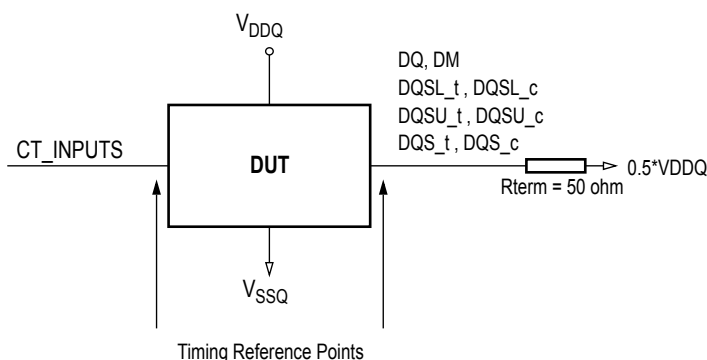 VDDQ
DQ, DM
DQSL_t , DQSL_c
DQSU_t , DQSU_c
DQS_t , DQS_c
CT_INPUTS
DUT
0.5*VDDQ
Rterm = 50 ohm
VSSQ
Timing Reference Points